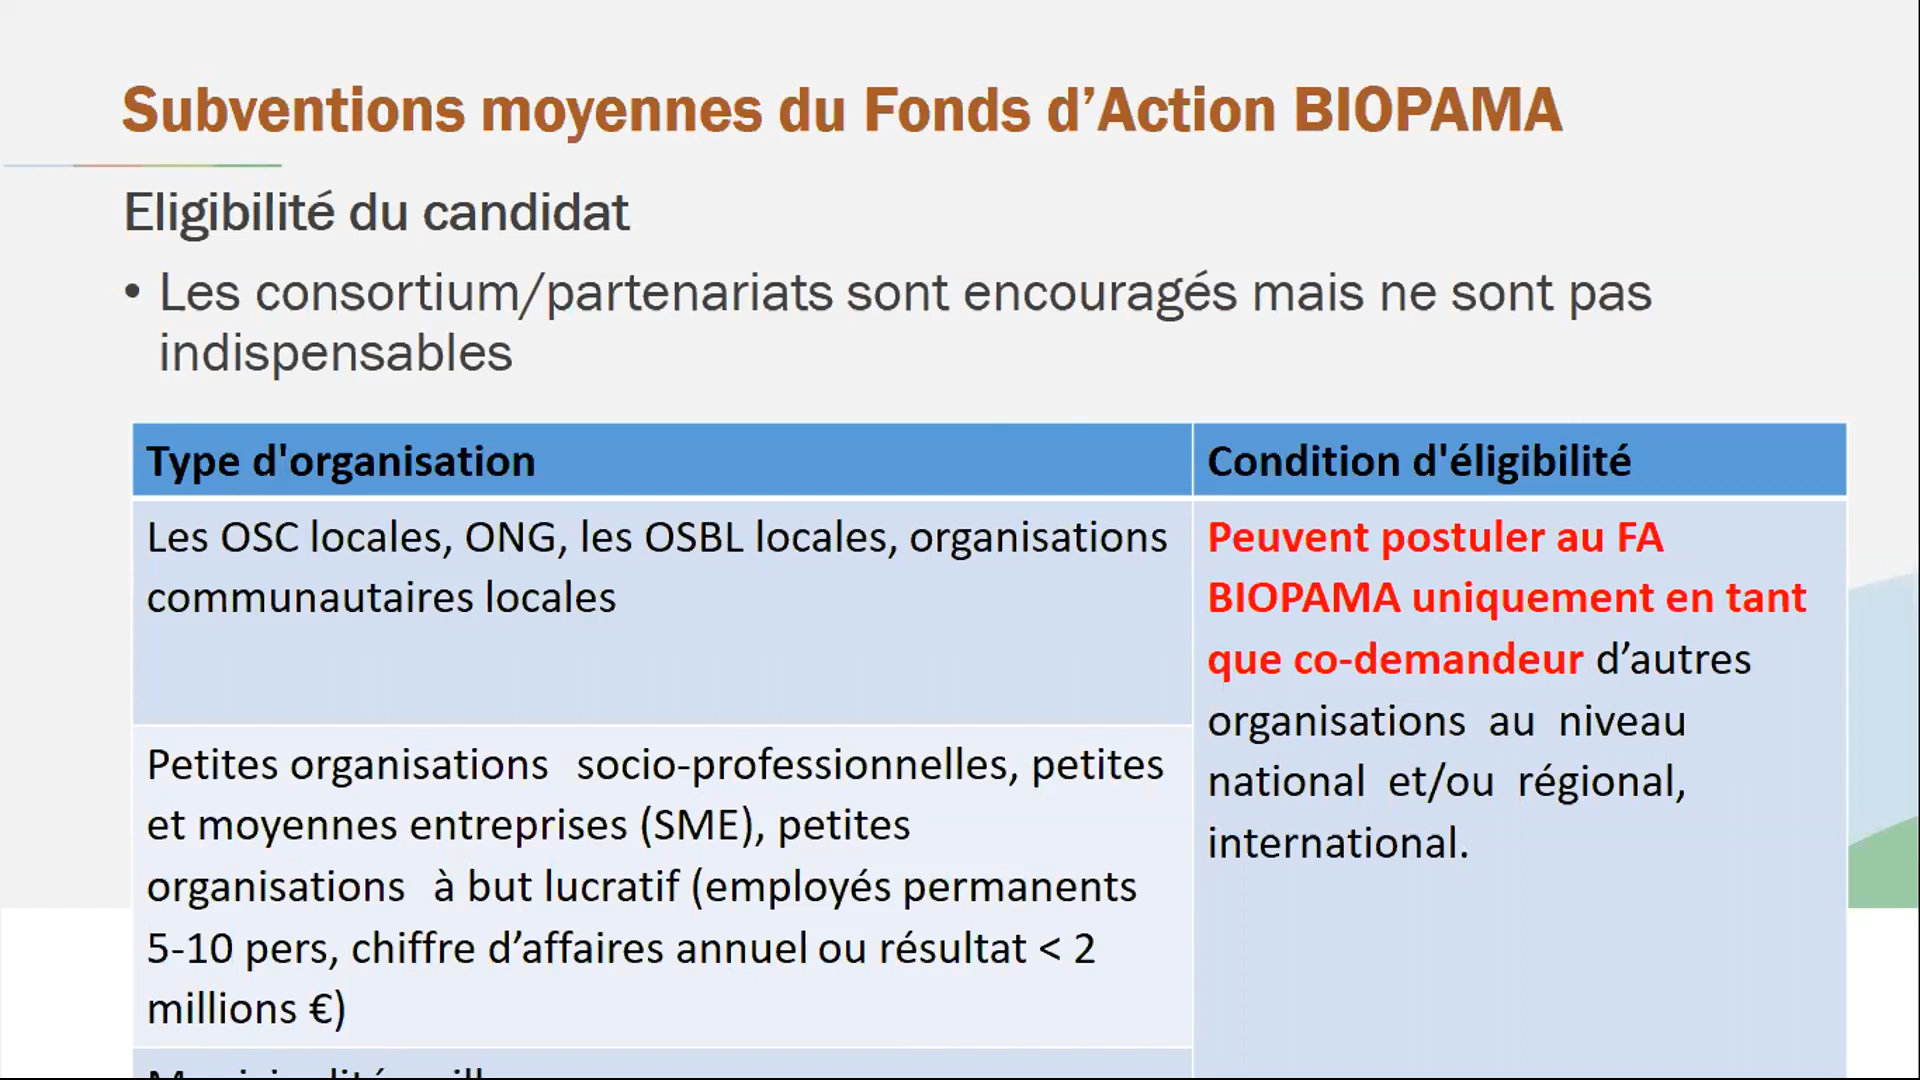 Subventions moyennes du Fonds d’Action BIOPAMA
Eligibilité du candidat
• Les consortium/partenariats sont encouragés mais ne sont pas
indispensables
Type d'organisation
Condition d'éligibilité
Les OSC locales, ONG, les OSBL locales, organisations
communautaires locales
Peuvent postuler au FA
BIOPAMA uniquement en tant
que co-demandeur d’autres
organisations au niveau
national et/ou régional,
international.
Petites organisations socio-professionnelles, petites
et moyennes entreprises (SME), petites
organisations à but lucratif (employés permanents
5-10 pers, chiffre d’affaires annuel ou résultat < 2
millions €)